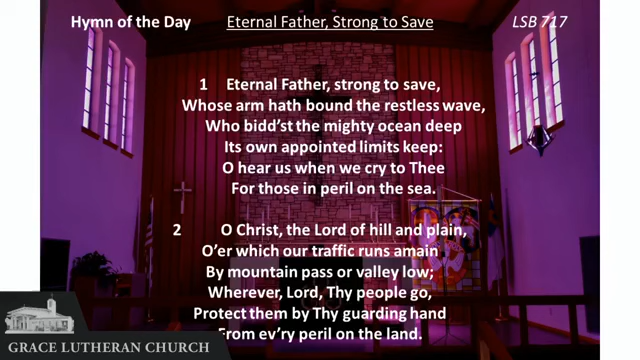 Hymn of the Day Eternal Father, Strong to Save LSB 717
1 Eternal Father, strong to save,
Whose arm hath bound the restless wave,
Who bidd'st the mighty ocean deep
Its own appointed limits keep:
O hear us when we cry to Thee
For those in peril on the sea.
2 O Christ, the Lord of hill and plain,
O'er which our traffic runs amain
By mountain pass or valley low;
Wherever, Lord, Thy people go,
Protect them by Thy guarding hand
From ev'ry peril on the land.
GRACE LUTHERAN CHURCH